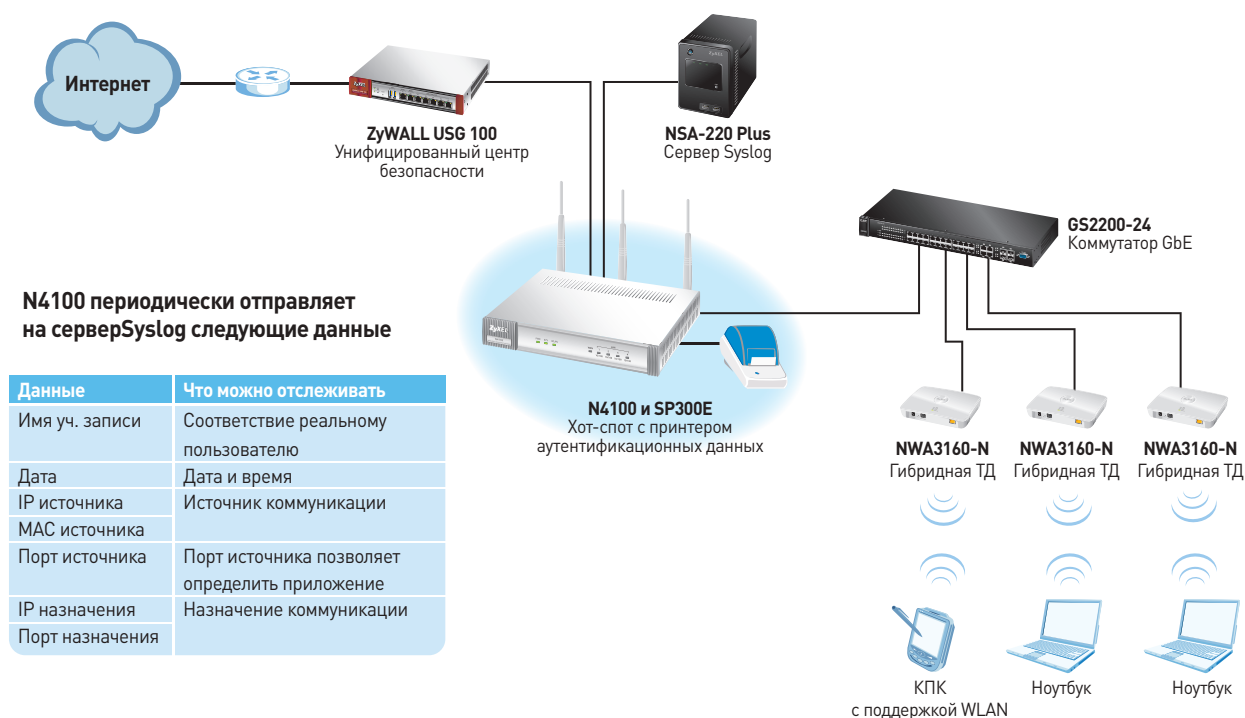 Интернет
ZyWALL USG 100
Унифицированный центр
безопасности
NSA-220 Plus
Сервер Syslog
GS2200-24
Коммутатор GbE
N4100 периодически отправляет
на серверSyslog следующие данные
Данные
Что можно отслеживать
Имя уч. записи
Соответствие реальному
пользователю
Дата
Дата и время
IP источника
Источник коммуникации
MAC источника
Порт источника
Порт источника позволяет
определить приложение
IP назначения
Назначение коммуникации
Порт назначения
ZyXEL
N4100 и SP300E
Хот-спот с принтером
аутентификационных данных
NWA3160-N
Гибридная ТД
NWA3160-N
Гибридная ТД
NWA3160-N
Гибридная ТД
КПК
с поддержкой WLAN
Ноутбук
Ноутбук